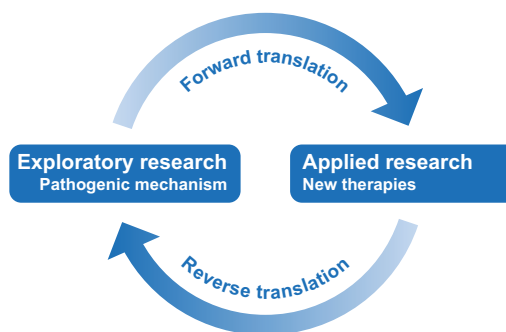 Forward translation
Exploratory research
Pathogenic mechanism
Applied research
New therapies
Reverse translation